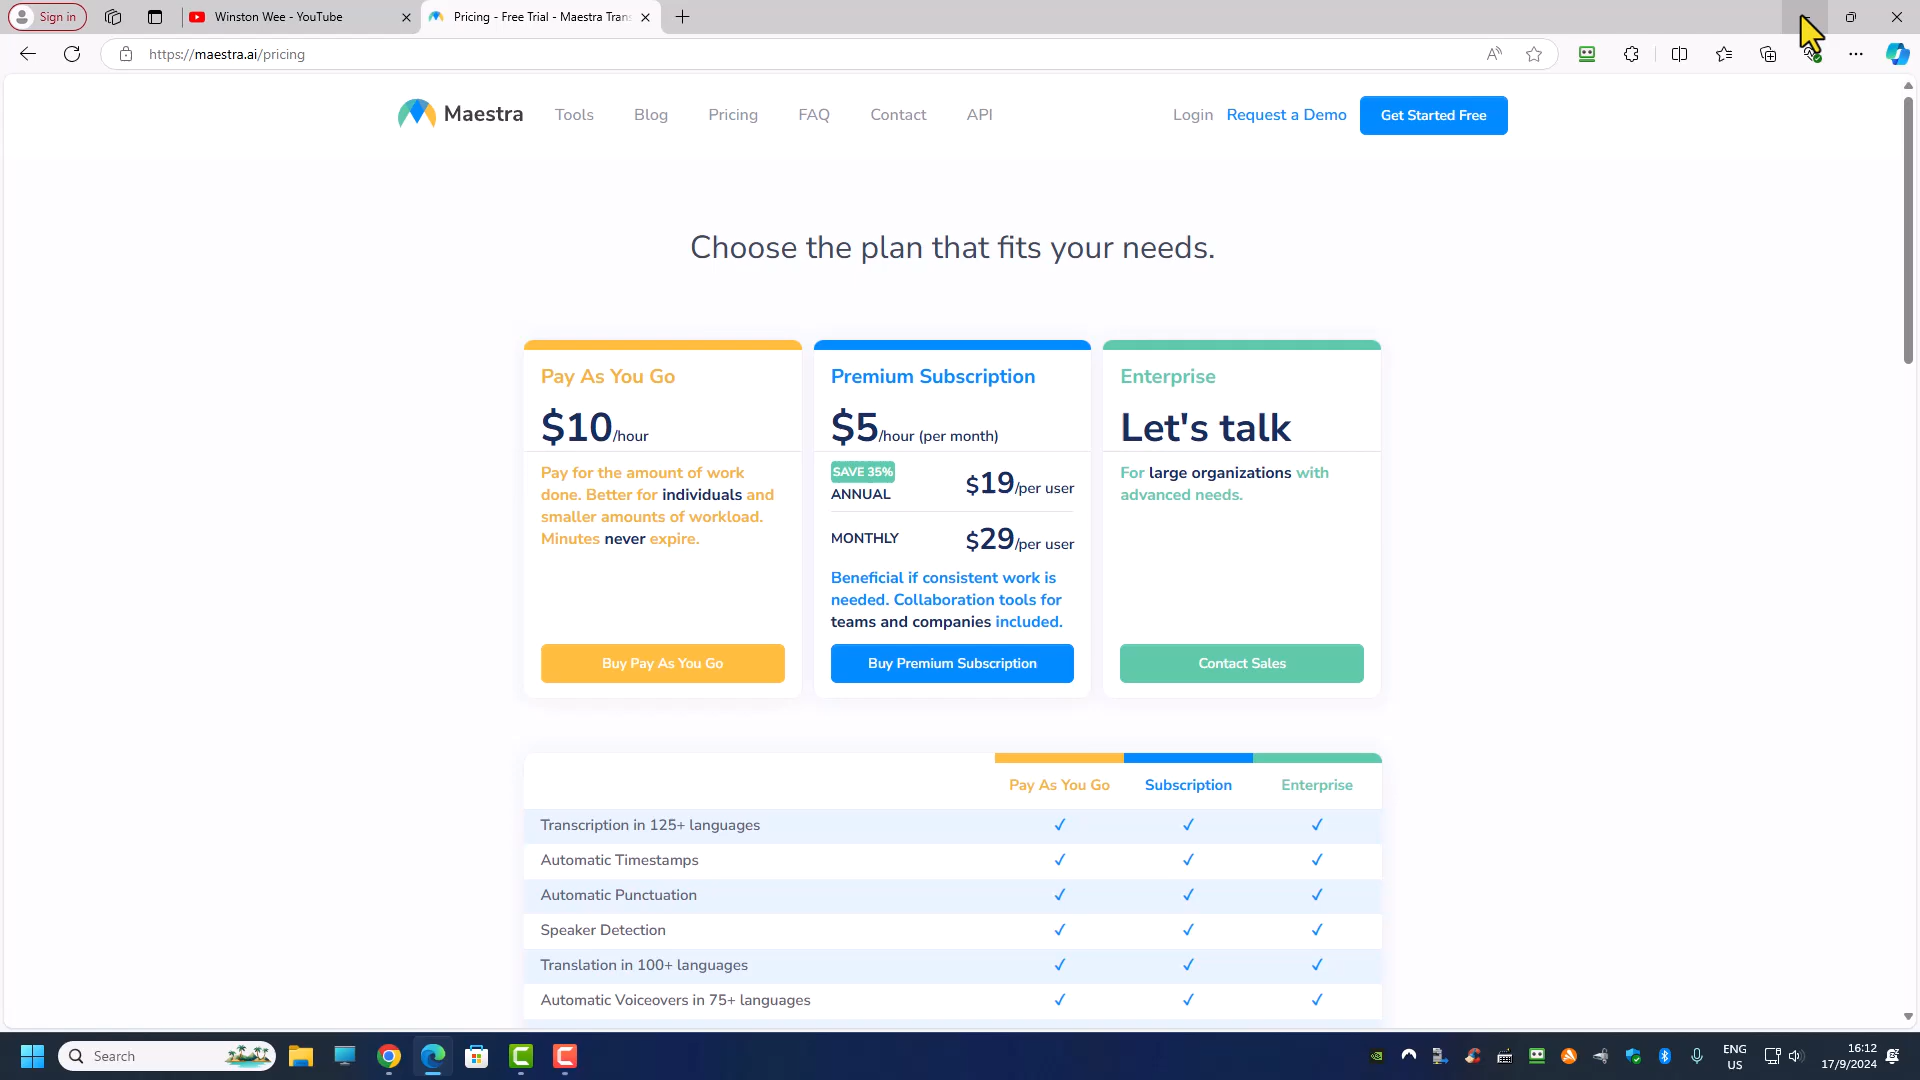 Sign in
Winston Wee - YouTube
Pricing - Free Trial - Maestra Trans
https://maestra.ai/pricing
Maestra
Tools
Blog
Pricing
FAQ
Contact
API
Login
Request a Demo
Get Started Free
Choose the plan that fits your needs.
Pay As You Go
$10/hour
Pay for the amount of work
done. Better for individuals and
smaller amounts of workload.
Minutes never expire.
Buy Pay As You Go
Premium Subscription
$5/hour (per month)
SAVE 35%
ANNUAL
$19/per user
MONTHLY
$29/per user
Beneficial if consistent work is
needed. Collaboration tools for
teams and companies included.
Buy Premium Subscription
Enterprise
Let's talk
For large organizations with
advanced needs.
Contact Sales
Pay As You Go Subscription Enterprise
Transcription in 125+ languages ✓ ✓ ✓
Automatic Timestamps ✓ ✓ ✓
Automatic Punctuation ✓ ✓ ✓
Speaker Detection ✓ ✓ ✓
Translation in 100+ languages ✓ ✓ ✓
Automatic Voiceovers in 75+ languages ✓ ✓ ✓
Search
ENG
US
16:12
17/9/2024